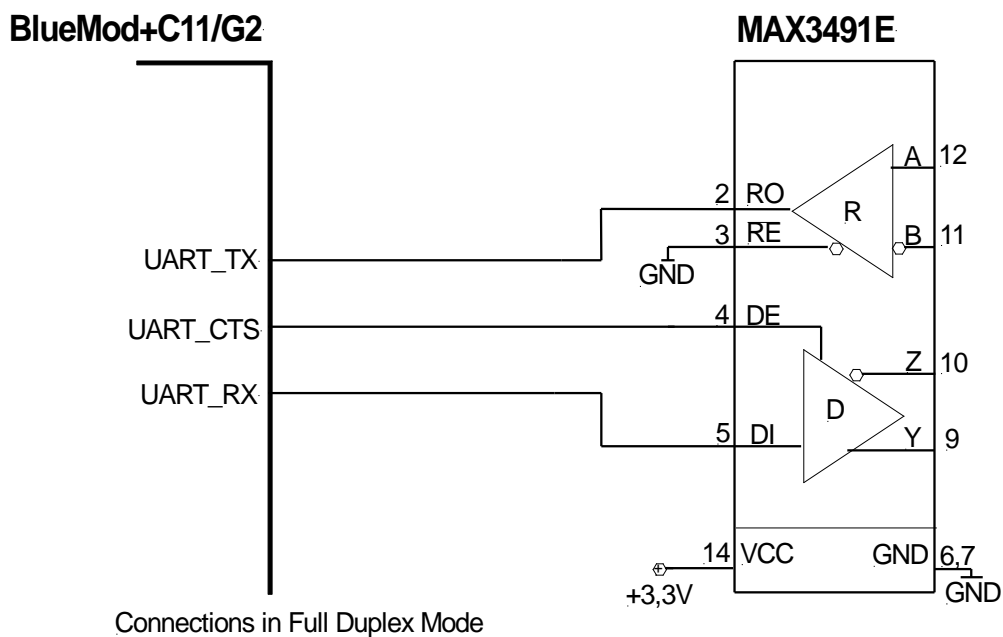 BlueMod+C11/G2
MAX3491E
A 12
2 RO
R
3 RE
B 11
UART_TX
GND
4 DE
UART_CTS
Z 10
UART_RX
D
5 DI
Y 9
14 VCC
GND 6,7
+3,3V
GND
Connections in Full Duplex Mode